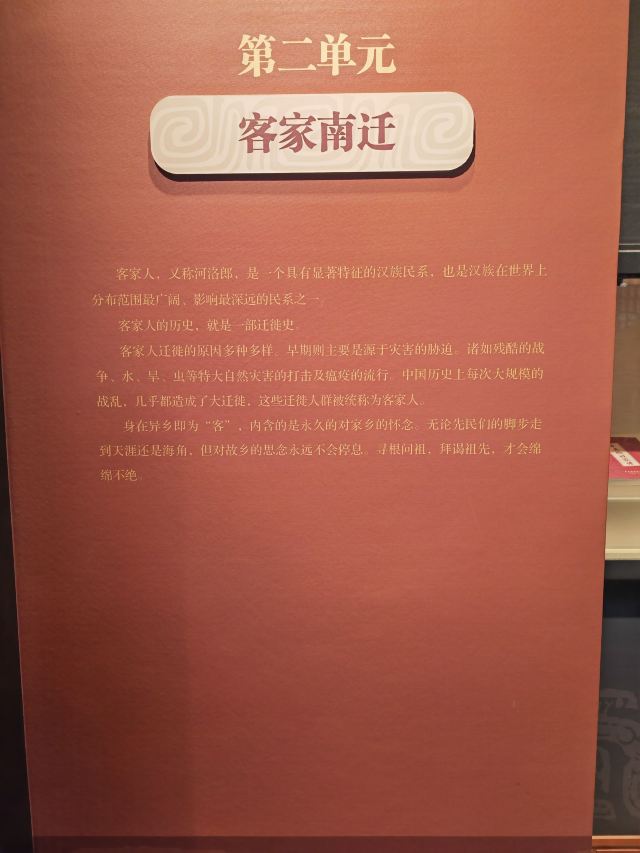 第二单元
客家南迁
客家人，又称河洛郎，是一个具有显著特征的汉族民系，也是汉族在世界上
分布范围最广阔、影响最深远的民系之一。
客家人的历史，就是一部迁徙史。
客家人迁徙的原因多种多样。早期则主要是源于灾害的胁迫。诸如残酷的战
争、水、旱、虫等特大自然灾害的打击及瘟疫的流行。中国历史上每次大规模的
战乱，几乎都造成了大迁徙，这些迁徙人群被统称为客家人。
身在异乡即为“客”，内含的是永久的对家乡的怀念。无论先民们的脚步走
到天涯还是海角，但对故乡的思念永远不会停息。寻根问祖，拜谒祖先，才会绵
绵不绝。